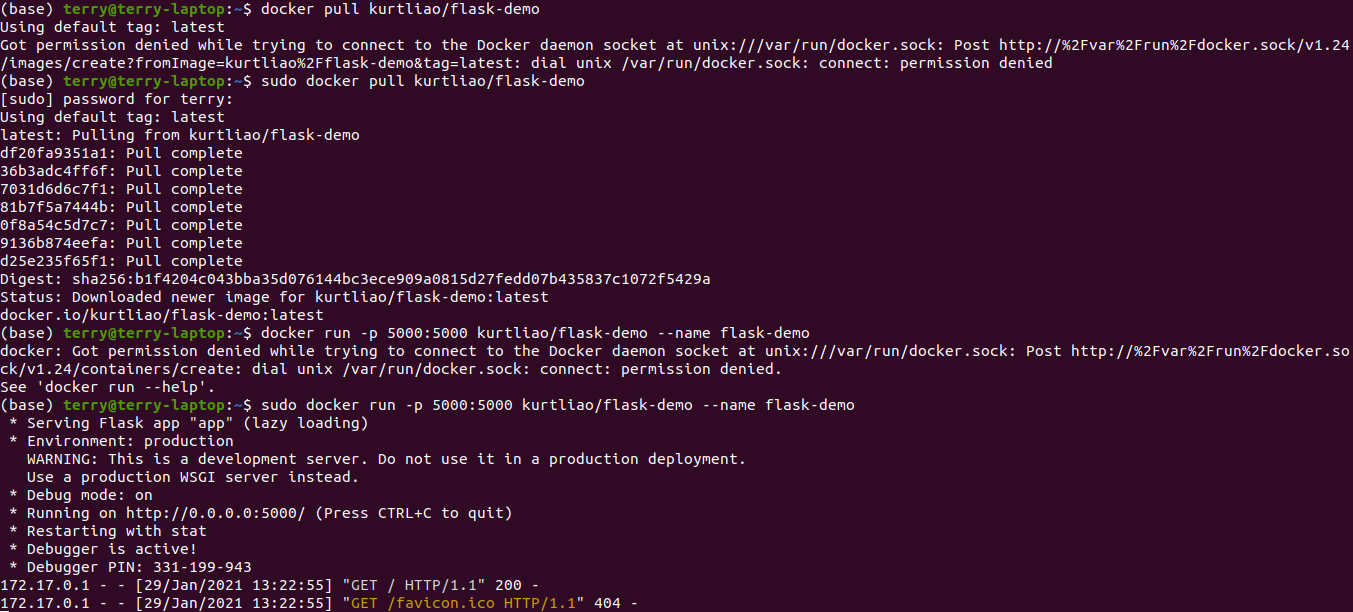 (base) terry@terry-laptop:~$ docker pull kurtliao/flask-demo
Using default tag: latest
Got permission denied while trying to connect to the Docker daemon socket at unix:///var/run/docker.sock: Post http://%2Fvar%2Frun%2Fdocker.sock/v1.24
/images/create?fromImage=kurtliao%2Fflask-demo&tag=latest: dial unix /var/run/docker.sock: connect: permission denied
(base) terry@terry-laptop:~$ sudo docker pull kurtliao/flask-demo
[sudo] password for terry:
Using default tag: latest
latest: Pulling from kurtliao/flask-demo
df20fa9351a1: Pull complete
36b3adc4ff6f: Pull complete
7031d6d6c7f1: Pull complete
81b7f5a7444b: Pull complete
0f8a54c5d7c7: Pull complete
9136b874eefa: Pull complete
d25e235f65f1: Pull complete
Digest: sha256:b1f4204c043bba35d076144bc3ece909a0815d27fedd07b435837c1072f5429a
Status: Downloaded newer image for kurtliao/flask-demo:latest
docker.io/kurtliao/flask-demo:latest
(base) terry@terry-laptop:~$ docker run -p 5000:5000 kurtliao/flask-demo --name flask-demo
docker: Got permission denied while trying to connect to the Docker daemon socket at unix:///var/run/docker.sock: Post http://%2Fvar%2Frun%2Fdocker.so
ck/v1.24/containers/create: dial unix /var/run/docker.sock: connect: permission denied.
See 'docker run --help'.
(base) terry@terry-laptop:~$ sudo docker run -p 5000:5000 kurtliao/flask-demo --name flask-demo
 * Serving Flask app "app" (lazy loading)
 * Environment: production
   WARNING: This is a development server. Do not use it in a production deployment.
   Use a production WSGI server instead.
 * Debug mode: on
 * Running on http://0.0.0.0:5000/ (Press CTRL+C to quit)
 * Restarting with stat
 * Debugger is active!
 * Debugger PIN: 331-199-943
172.17.0.1 - - [29/Jan/2021 13:22:55] "GET / HTTP/1.1" 200 -
172.17.0.1 - - [29/Jan/2021 13:22:55] "GET /favicon.ico HTTP/1.1" 404 -